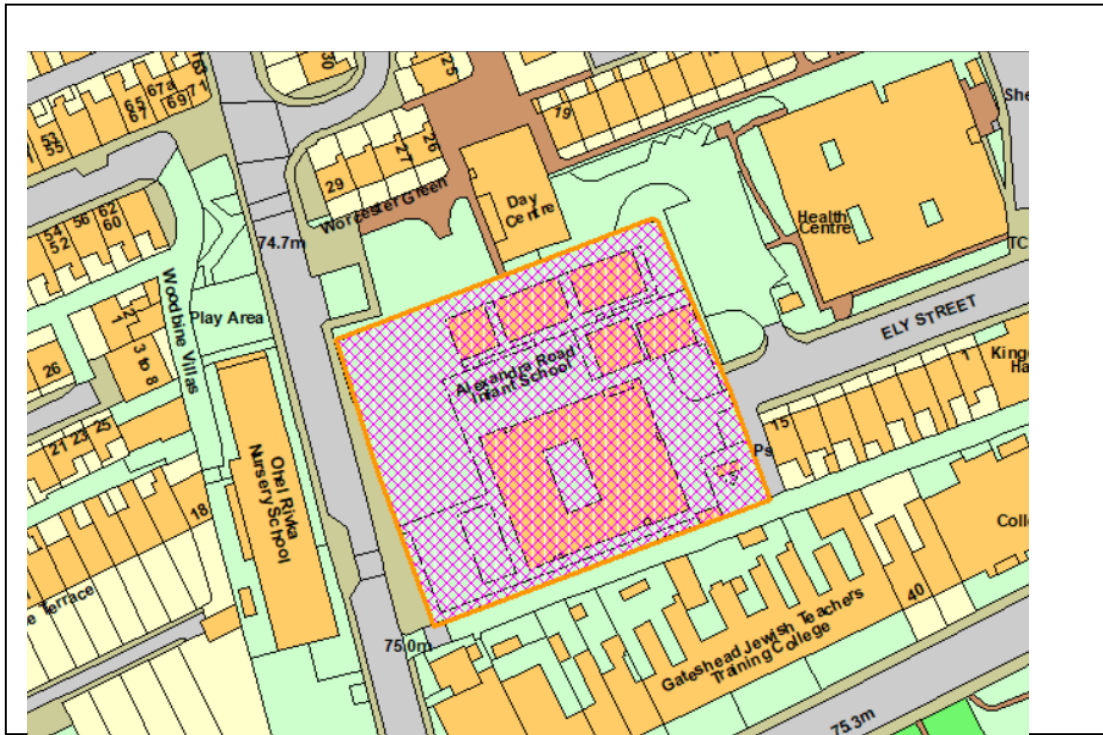 67a
71
65
67
69
30
25
53
55
79
She
26
27
29
Worcester Green
Day
Centre
Health
Centre
62
56
60
54
52
74.7m
TC
Woodbine Villas
Play Area
ELY STREET
2
1
3 to 8
26
Alexandra Road
Infant School
1
Ha
21 23 25
15
Ps
Ohel Rivka
Nursery School
18
Coll
Terrace
40
Gateshead Jewish Teachers
Training College
75.0m
75.3m